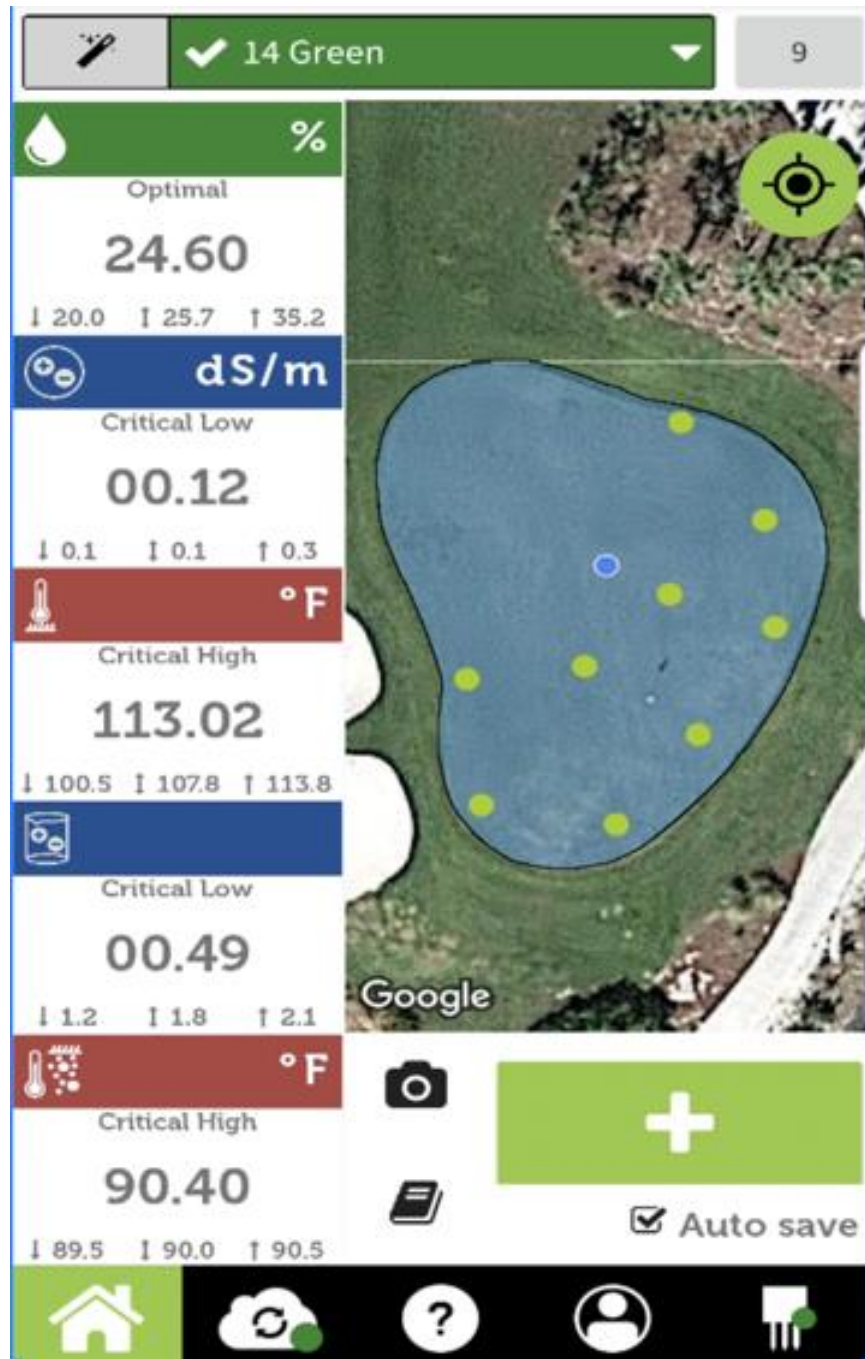 14 Green
9
%
Optimal
24.60
↓ 20.0 ↕ 25.7 ↑ 35.2
dS/m
Critical Low
00.12
↓ 0.1 ↕ 0.1 ↑ 0.3
°F
Critical High
113.02
↓ 100.5 ↕ 107.8 ↑ 113.8
Critical Low
00.49
↓ 1.2 ↕ 1.8 ↑ 2.1
°F
Critical High
90.40
↓ 89.5 ↕ 90.0 ↑ 90.5
Google
Auto save
?